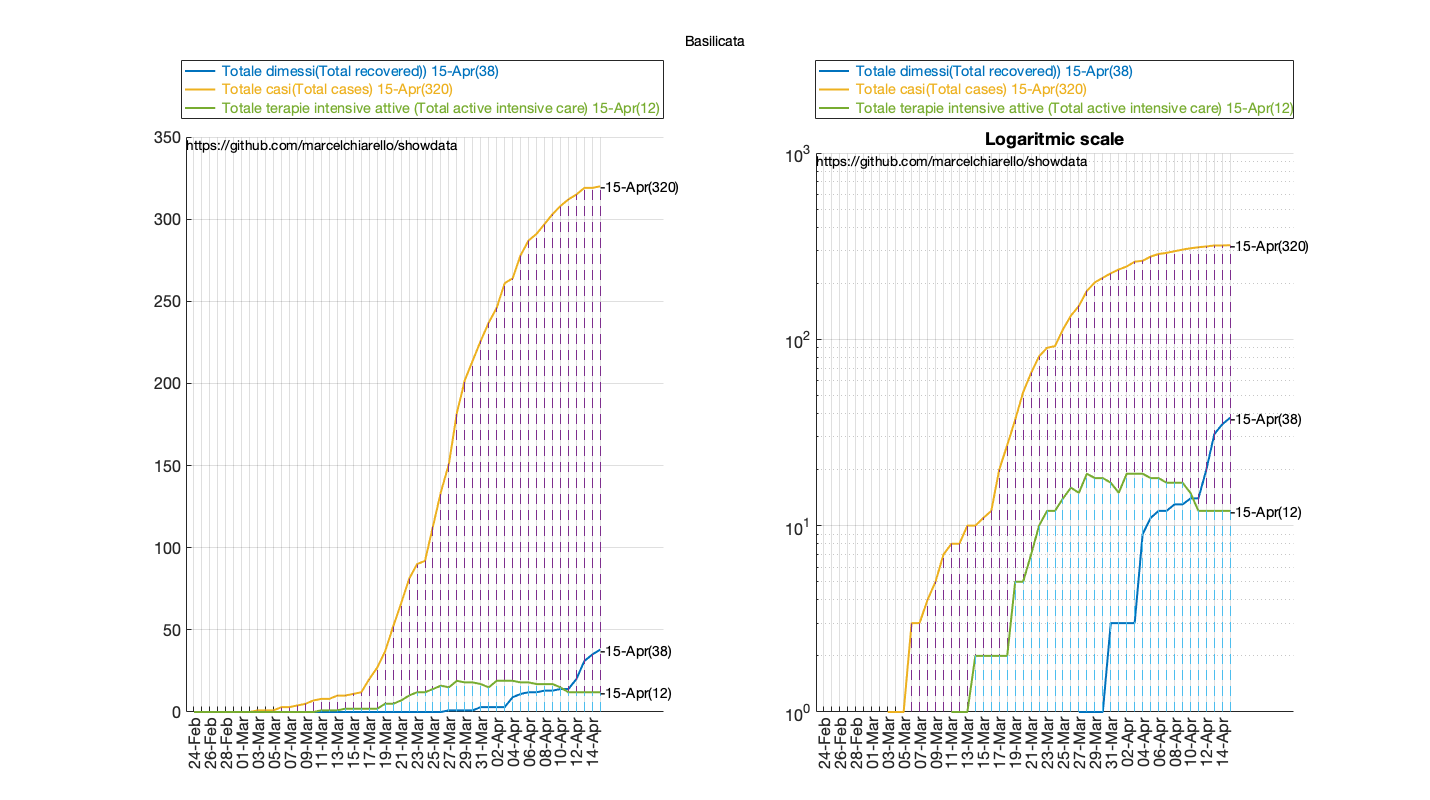 Basilicata
Totale dimessi(Total recovered)) 15-Apr(38)
Totale casi(Total cases) 15-Apr(320)
Totale terapie intensive attive (Total active intensive care) 15-Apr(12)
https://github.com/marcelchiarello/showdata
350
300
250
200
150
100
50
0
15-Apr(320)
15-Apr(38)
15-Apr(12)
24-Feb
26-Feb
28-Feb
01-Mar
03-Mar
05-Mar
07-Mar
09-Mar
11-Mar
13-Mar
15-Mar
17-Mar
19-Mar
21-Mar
23-Mar
25-Mar
27-Mar
29-Mar
31-Mar
02-Apr
04-Apr
06-Apr
08-Apr
10-Apr
12-Apr
14-Apr
Totale dimessi(Total recovered)) 15-Apr(38)
Totale casi(Total cases) 15-Apr(320)
Totale terapie intensive attive (Total active intensive care) 15-Apr(12)
Logaritmic scale
https://github.com/marcelchiarello/showdata
10^3
10^2
10^1
10^0
15-Apr(320)
15-Apr(38)
15-Apr(12)
24-Feb
26-Feb
28-Feb
01-Mar
03-Mar
05-Mar
07-Mar
09-Mar
11-Mar
13-Mar
15-Mar
17-Mar
19-Mar
21-Mar
23-Mar
25-Mar
27-Mar
29-Mar
31-Mar
02-Apr
04-Apr
06-Apr
08-Apr
10-Apr
12-Apr
14-Apr